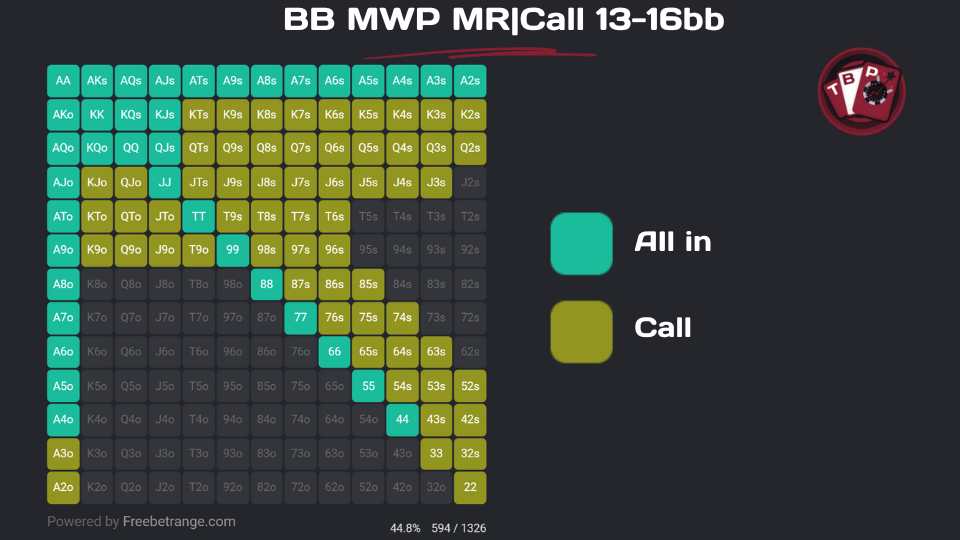 BB MWP MR|Call 13-16bb
T B P
AA AKs AQs AJs ATs A9s A8s A7s A6s A5s A4s A3s A2s
AKo KK KQs KJs KTs K9s K8s K7s K6s K5s K4s K3s K2s
AQo KQo QQ QJs QTs Q9s Q8s Q7s Q6s Q5s Q4s Q3s Q2s
AJo KJo QJo JJ JTs J9s J8s J7s J6s J5s J4s J3s J2s
ATo KTo QTo JTo TT T9s T8s T7s T6s T5s T4s T3s T2s
A9o K9o Q9o J9o T9o 99 98s 97s 96s 95s 94s 93s 92s
A8o K8o Q8o J8o T8o 98o 88 87s 86s 85s 84s 83s 82s
A7o K7o Q7o J7o T7o 97o 87o 77 76s 75s 74s 73s 72s
A6o K6o Q6o J6o T6o 96o 86o 76o 66 65s 64s 63s 62s
A5o K5o Q5o J5o T5o 95o 85o 75o 65o 55 54s 53s 52s
A4o K4o Q4o J4o T4o 94o 84o 74o 64o 54o 44 43s 42s
A3o K3o Q3o J3o T3o 93o 83o 73o 63o 53o 43o 33 32s
A2o K2o Q2o J2o T2o 92o 82o 72o 62o 52o 42o 32o 22
All in
Call
Powered by Freebetrange.com
44.8% 594 / 1326